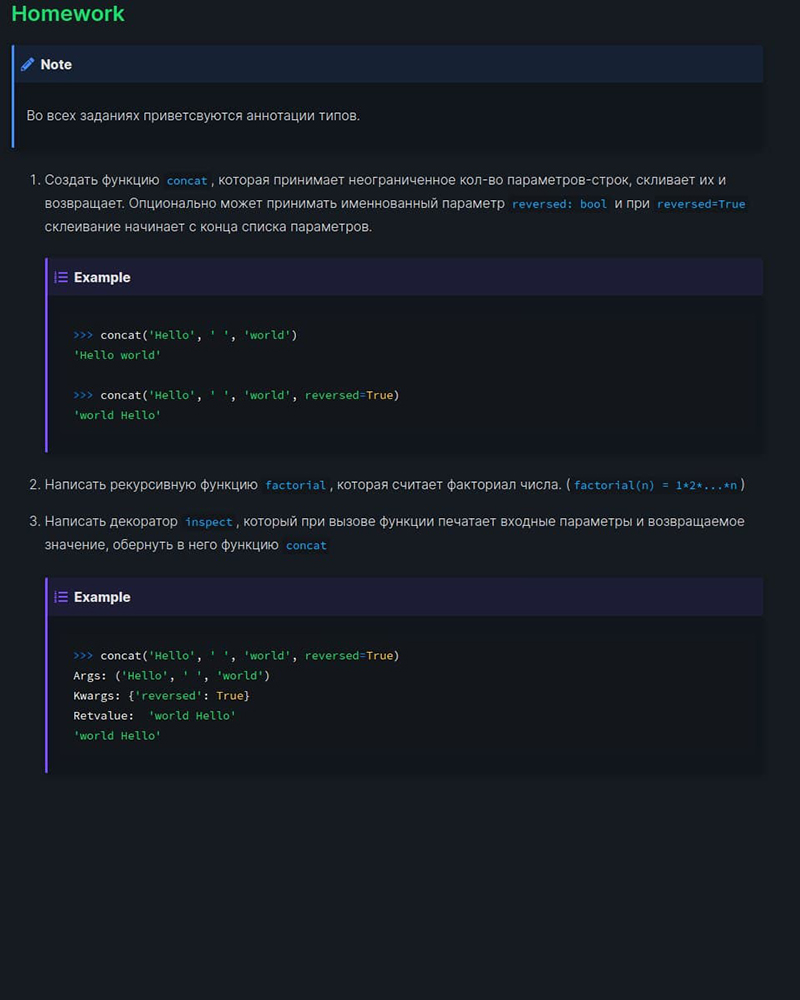 Homework
Note
Во всех заданиях приветсвуются аннотации типов.
1. Создать функцию concat, которая принимает неограниченное кол-во параметров-строк, скливает их и
возвращает. Опционально может принимать именнованный параметр reversed: bool и при reversed=True
склеивание начинает с конца списка параметров.
Example
>>> concat('Hello', ' ', 'world')
'Hello world'
>>> concat('Hello', ' ', 'world', reversed=True)
'world Hello'
2. Написать рекурсивную функцию factorial, которая считает факториал числа. (factorial(n) = 1*2*...*n)
3. Написать декоратор inspect, который при вызове функции печатает входные параметры и возвращаемое
значение, обернуть в него функцию concat
Example
>>> concat('Hello', ' ', 'world', reversed=True)
Args: ('Hello', ' ', 'world')
Kwargs: {'reversed': True}
Retvalue:  'world Hello'
'world Hello'